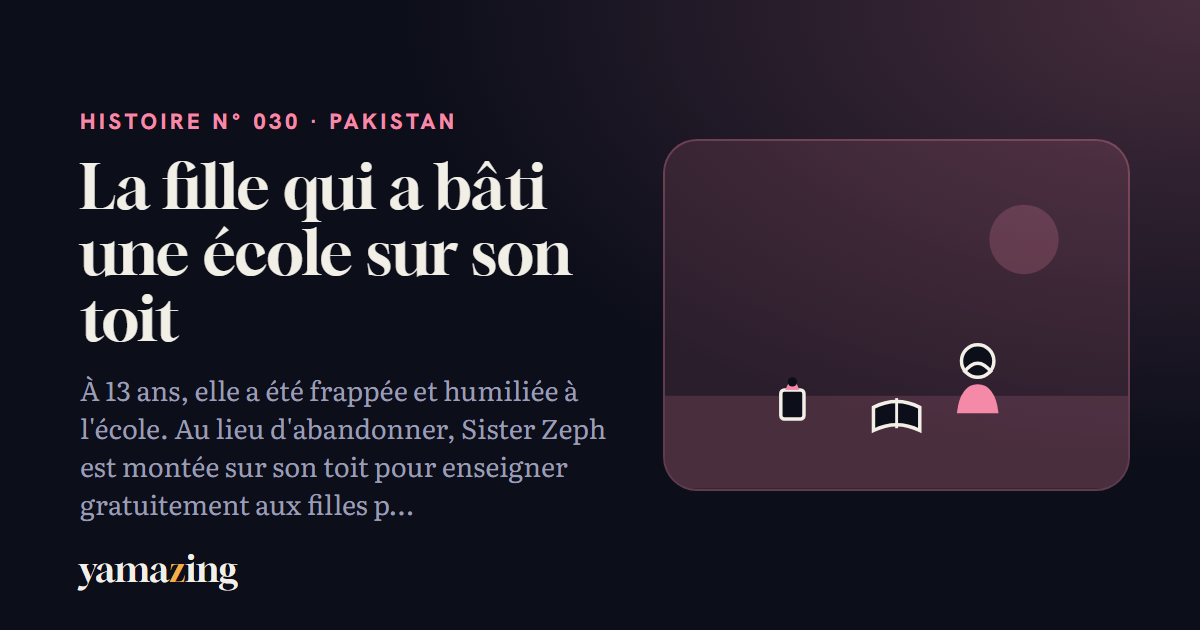 HISTOIRE N° 030 · PAKISTAN
La fille qui a bâti
une école sur son
toit
À 13 ans, elle a été frappée et humiliée à
l'école. Au lieu d'abandonner, Sister Zeph
est montée sur son toit pour enseigner
gratuitement aux filles p...
yamazing